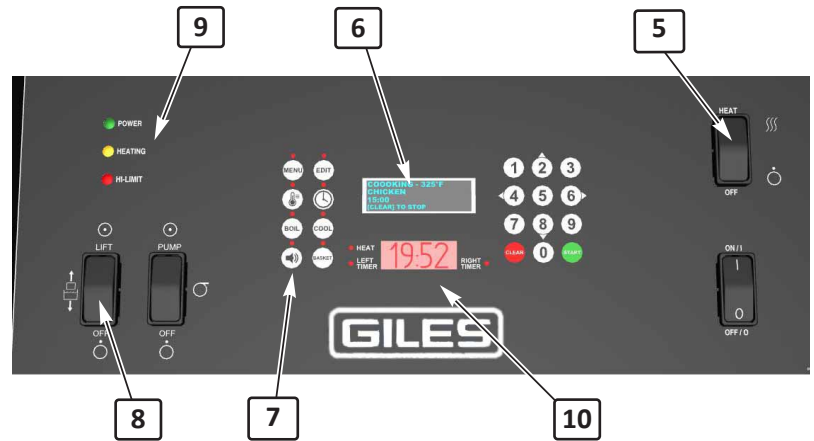 9
6
5
HEAT
OFF
POWER
HEATING
HI-LIMIT
MENU
EDIT
BOIL
COOL
BASKET
COOOKING - 325°F
CHICKEN
15:00
[CLEAR] TO STOP
1 2 3
4 5 6
7 8 9
CLEAR 0 START
HEAT
LEFT
TIMER
19:52
RIGHT
TIMER
LIFT
OFF
PUMP
OFF
ON / I
I
O
OFF / O
GILES
8
7
10